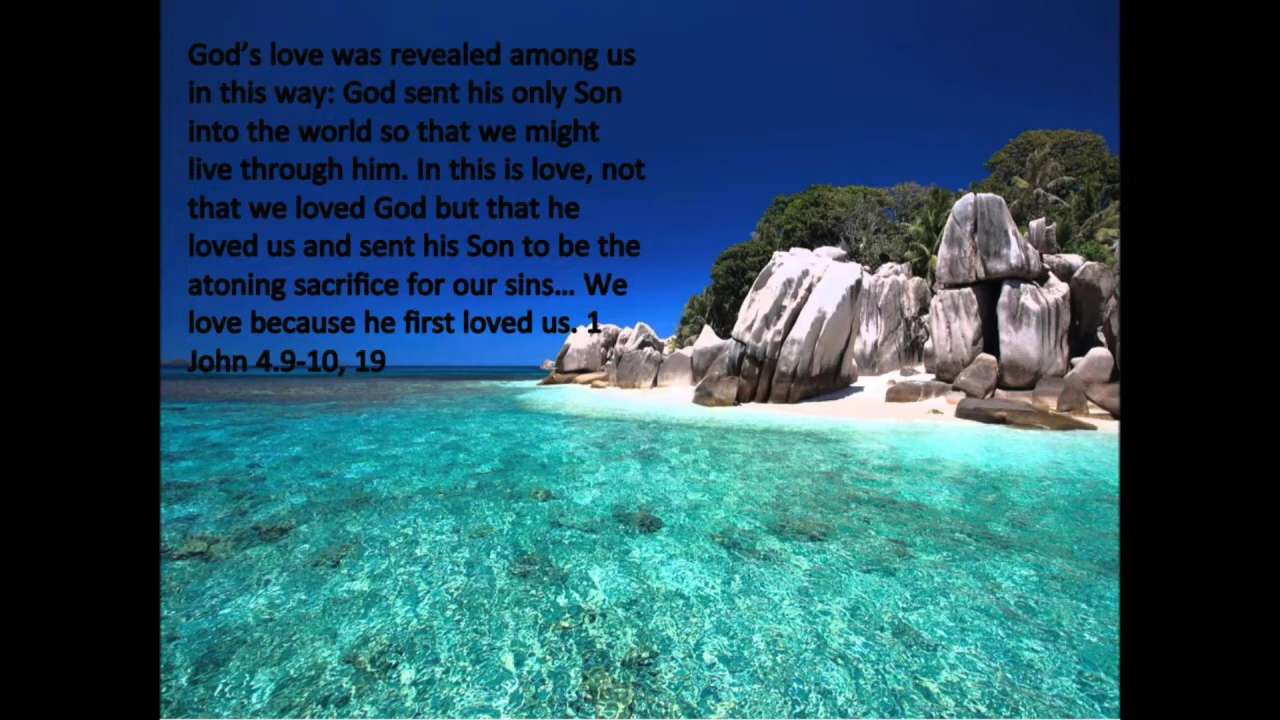 God’s love was revealed among us
in this way: God sent his only Son
into the world so that we might
live through him. In this is love, not
that we loved God but that he
loved us and sent his Son to be the
atoning sacrifice for our sins... We
love because he first loved us. 1
John 4.9-10, 19